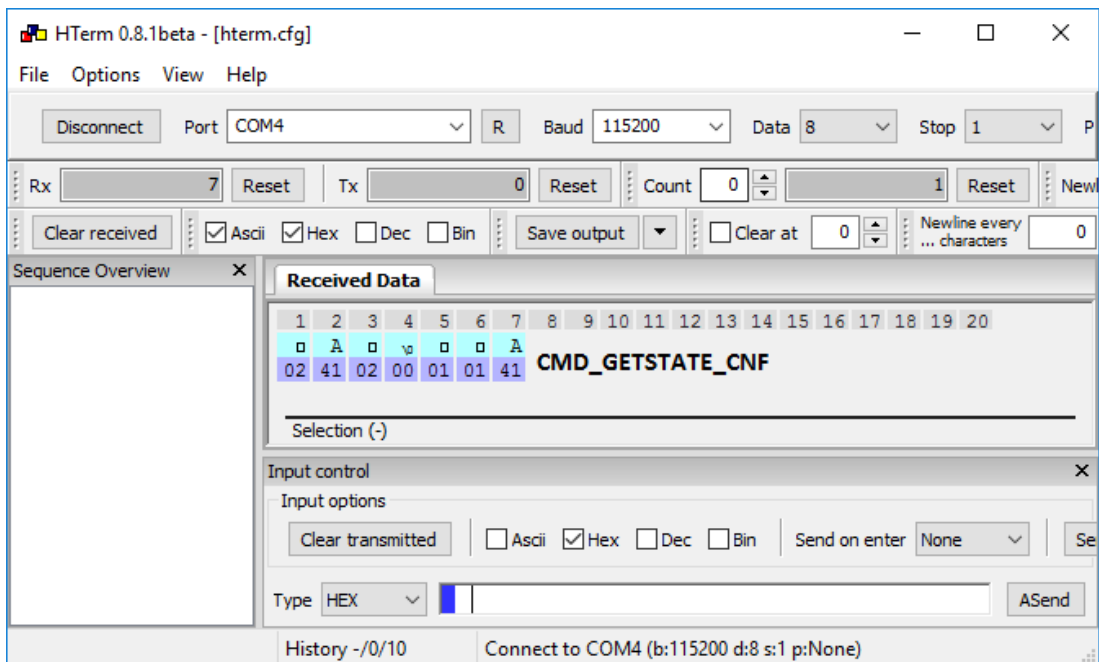 HTerm 0.8.1beta - [hterm.cfg]
File Options View Help
Disconnect Port COM4 R Baud 115200 Data 8 Stop 1 P
Rx 7 Reset Tx 0 Reset Count 0 1 Reset Newl
Clear received Ascii Hex Dec Bin Save output Clear at 0 Newline every ... characters 0
Sequence Overview
Received Data
1 2 3 4 5 6 7 8 9 10 11 12 13 14 15 16 17 18 19 20
A \0 A
02 41 02 00 01 01 41 CMD_GETSTATE_CNF
Selection (-)
Input control
Input options
Clear transmitted Ascii Hex Dec Bin Send on enter None Se
Type HEX ASend
History -/0/10 Connect to COM4 (b:115200 d:8 s:1 p:None)